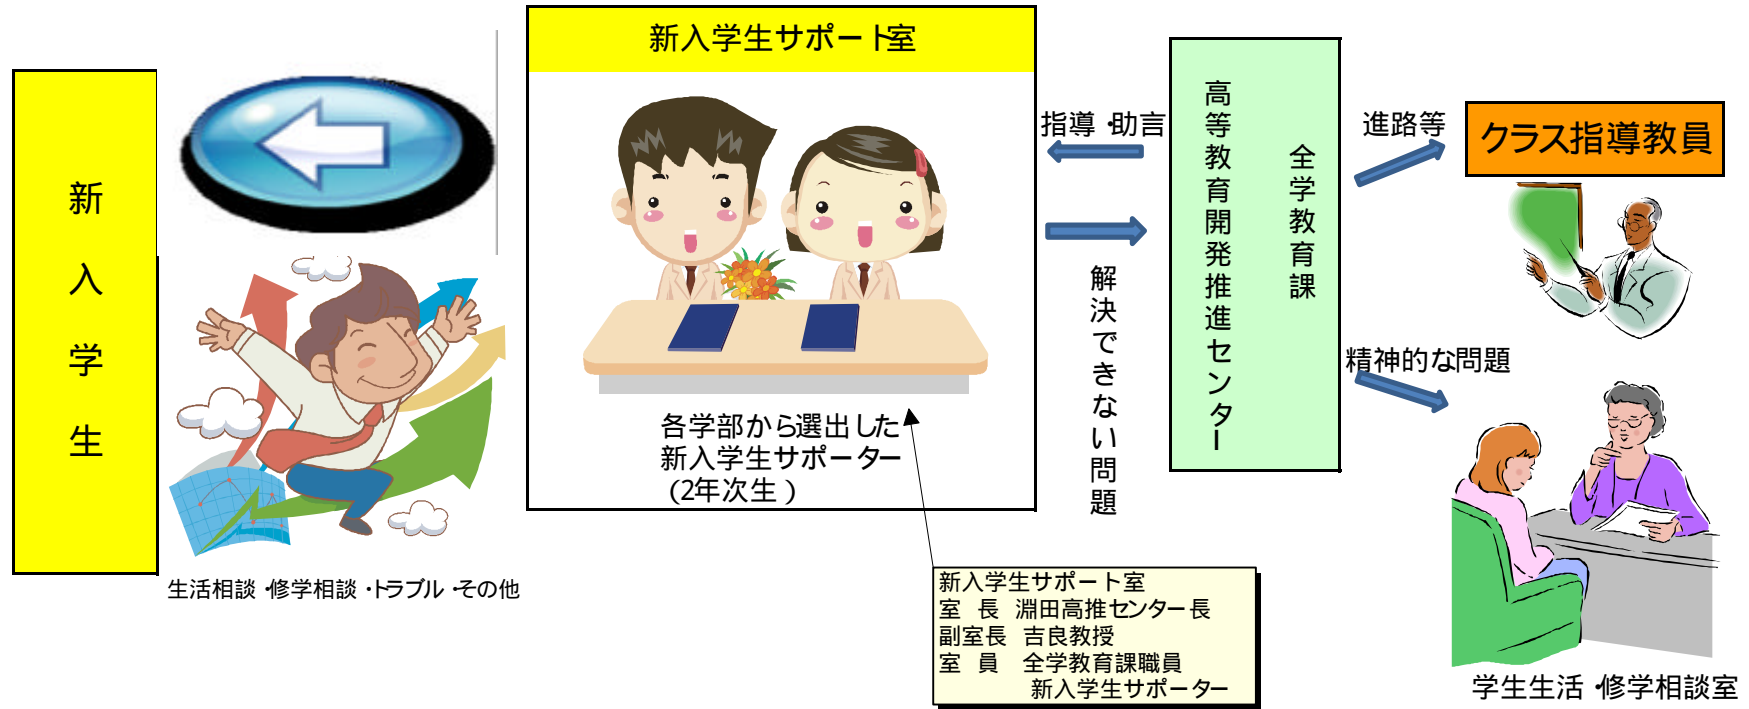 新入学生
生活相談・修学相談・トラブル・その他
新入学生サポート室
各学部から選出した
新入学生サポーター
(2年次生)
指導・助言
解決できない問題
新入学生サポート室
室 長 淵田高推センター長
副室長 吉良教授
室 員 全学教育課職員
新入学生サポーター
全学教育課
高等教育開発推進センター
進路等
クラス指導教員
精神的な問題
学生生活・修学相談室